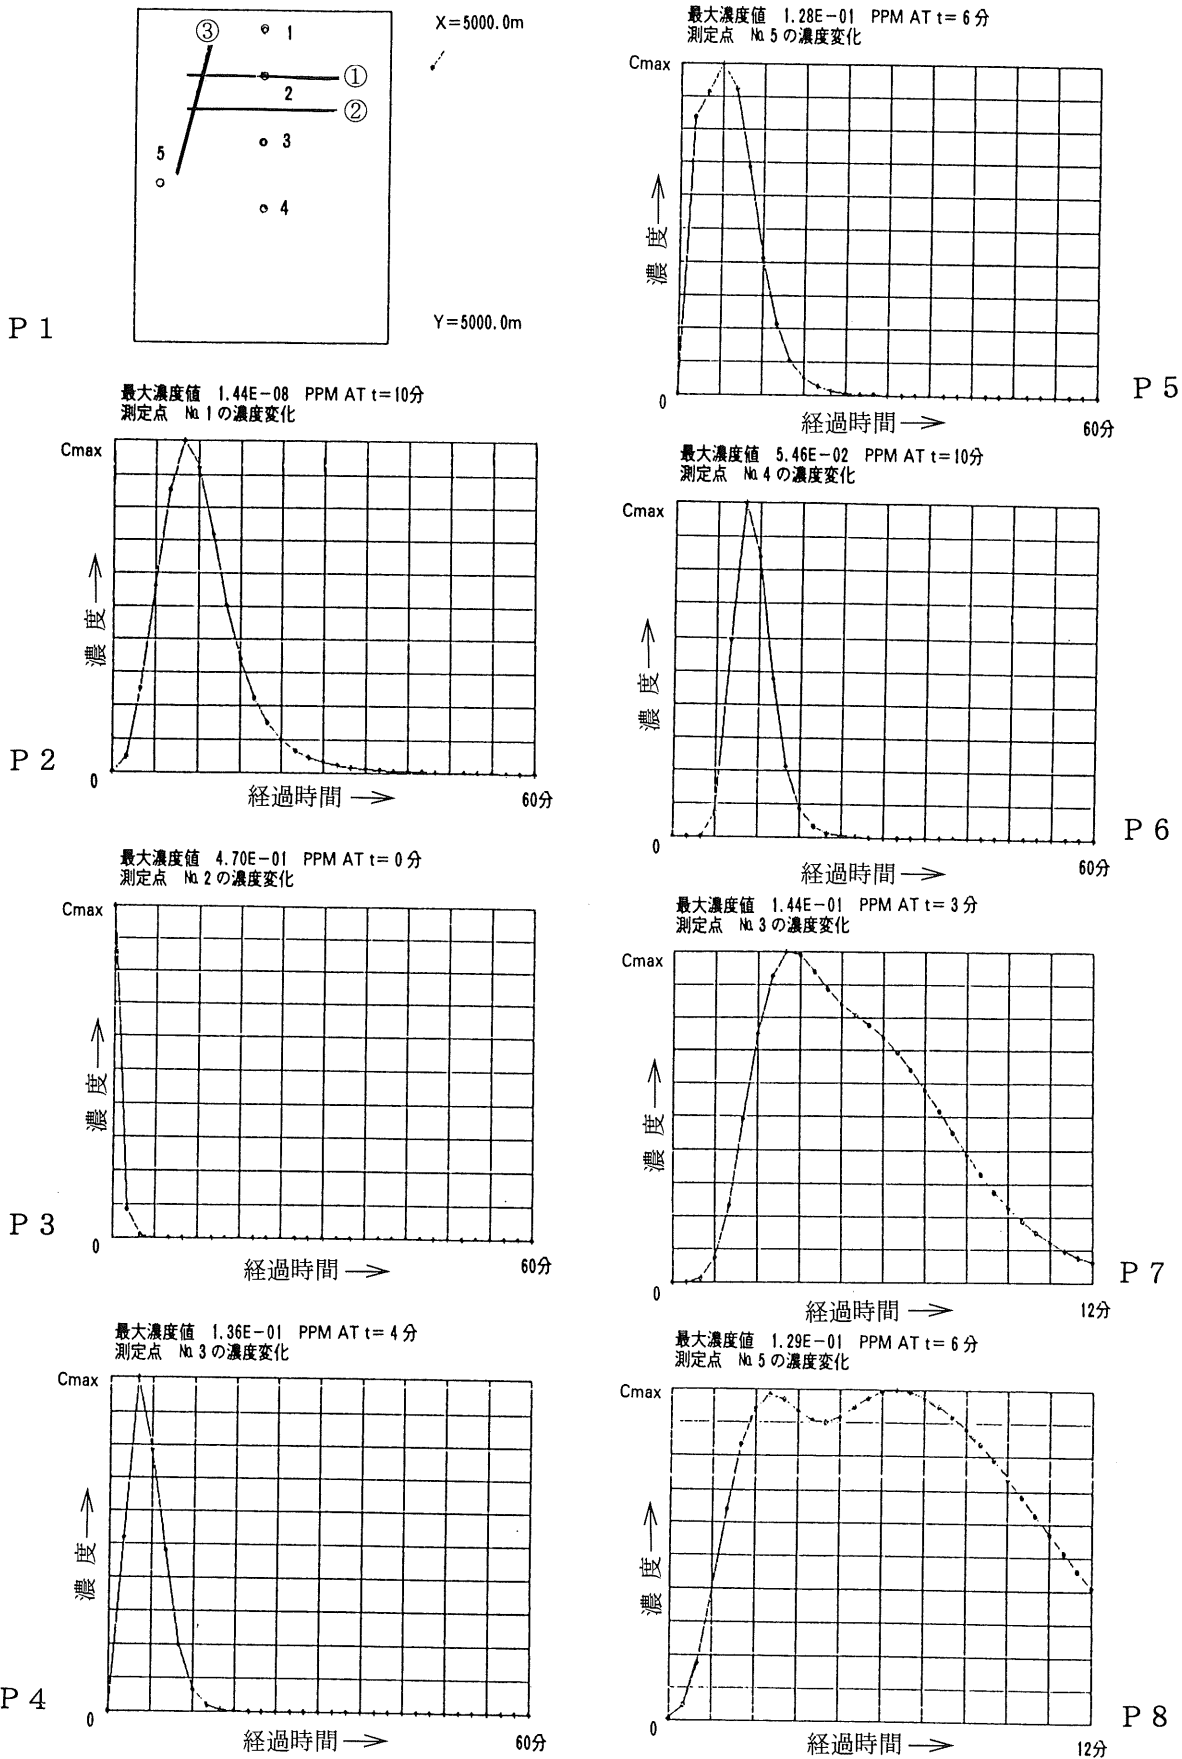 ③
1
X=5000.0m
①
2
②
3
5
4
P1
Y=5000.0m
最大濃度値 1.44E-08 PPM AT t=10分
測定点 No.1の濃度変化
Cmax
濃度→
P2
0
経過時間→
60分
最大濃度値 4.70E-01 PPM AT t= 0分
測定点 No.2の濃度変化
Cmax
濃度→
P3
0
経過時間→
60分
最大濃度値 1.36E-01 PPM AT t= 4分
測定点 No.3の濃度変化
Cmax
濃度→
P4
0
経過時間→
60分
最大濃度値 1.28E-01 PPM AT t= 6分
測定点 No.5の濃度変化
Cmax
濃度→
0
P5
経過時間→
60分
最大濃度値 5.46E-02 PPM AT t=10分
測定点 No.4の濃度変化
Cmax
濃度→
0
P6
経過時間→
60分
最大濃度値 1.44E-01 PPM AT t= 3分
測定点 No.3の濃度変化
Cmax
濃度→
0
P7
経過時間→
12分
最大濃度値 1.29E-01 PPM AT t= 6分
測定点 No.5の濃度変化
Cmax
濃度→
0
P8
経過時間→
12分